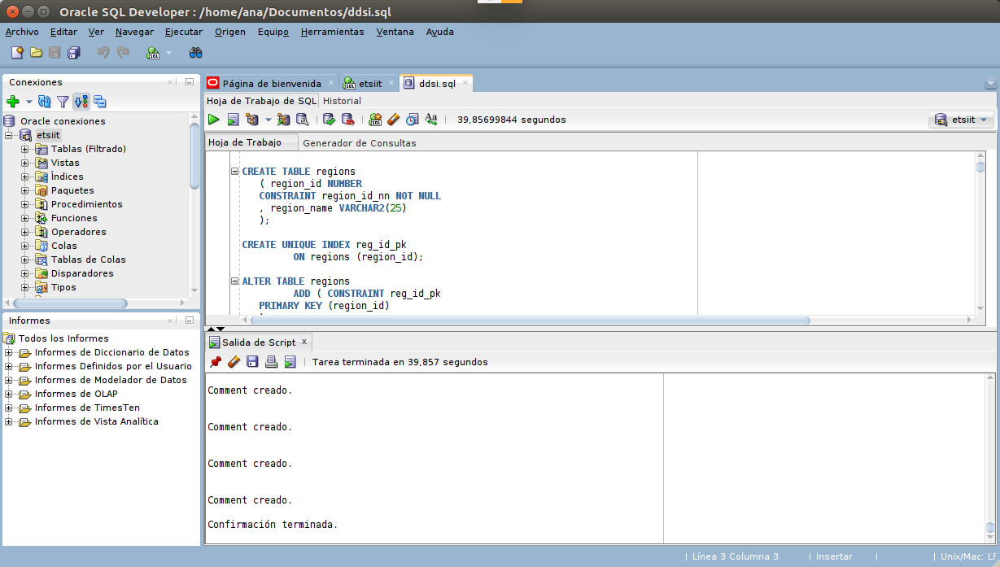 Oracle SQL Developer : /home/ana/Documentos/ddsi.sql
Archivo Editar Ver Navegar Ejecutar Origen Equipo Herramientas Ventana Ayuda
Conexiones
Oracle conexiones
etsiit
Tablas (Filtrado)
Vistas
Índices
Paquetes
Procedimientos
Funciones
Operadores
Colas
Tablas de Colas
Disparadores
Tipos
Informes
Todos los Informes
Informes de Diccionario de Datos
Informes Definidos por el Usuario
Informes de Modelador de Datos
Informes de OLAP
Informes de TimesTen
Informes de Vista Analítica
Página de bienvenida etsiit ddsi.sql
Hoja de Trabajo de SQL Historial
39,85699844 segundos
etsiit
Hoja de Trabajo Generador de Consultas
CREATE TABLE regions
( region_id NUMBER
CONSTRAINT region_id_nn NOT NULL
, region_name VARCHAR2(25)
);
CREATE UNIQUE INDEX reg_id_pk
ON regions (region_id);
ALTER TABLE regions
ADD ( CONSTRAINT reg_id_pk
PRIMARY KEY (region_id)
Salida de Script
Tarea terminada en 39,857 segundos
Comment creado.
Comment creado.
Comment creado.
Comment creado.
Confirmación terminada.
Línea 3 Columna 3 | Insertar | | Unix/Mac: LF